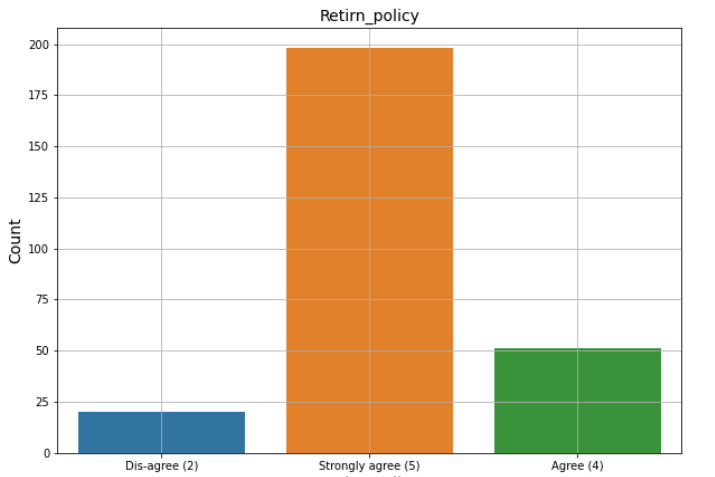 Retirn_policy
200
175
150
125
100
75
50
25
0
Count
Dis-agree (2)
Strongly agree (5)
Agree (4)